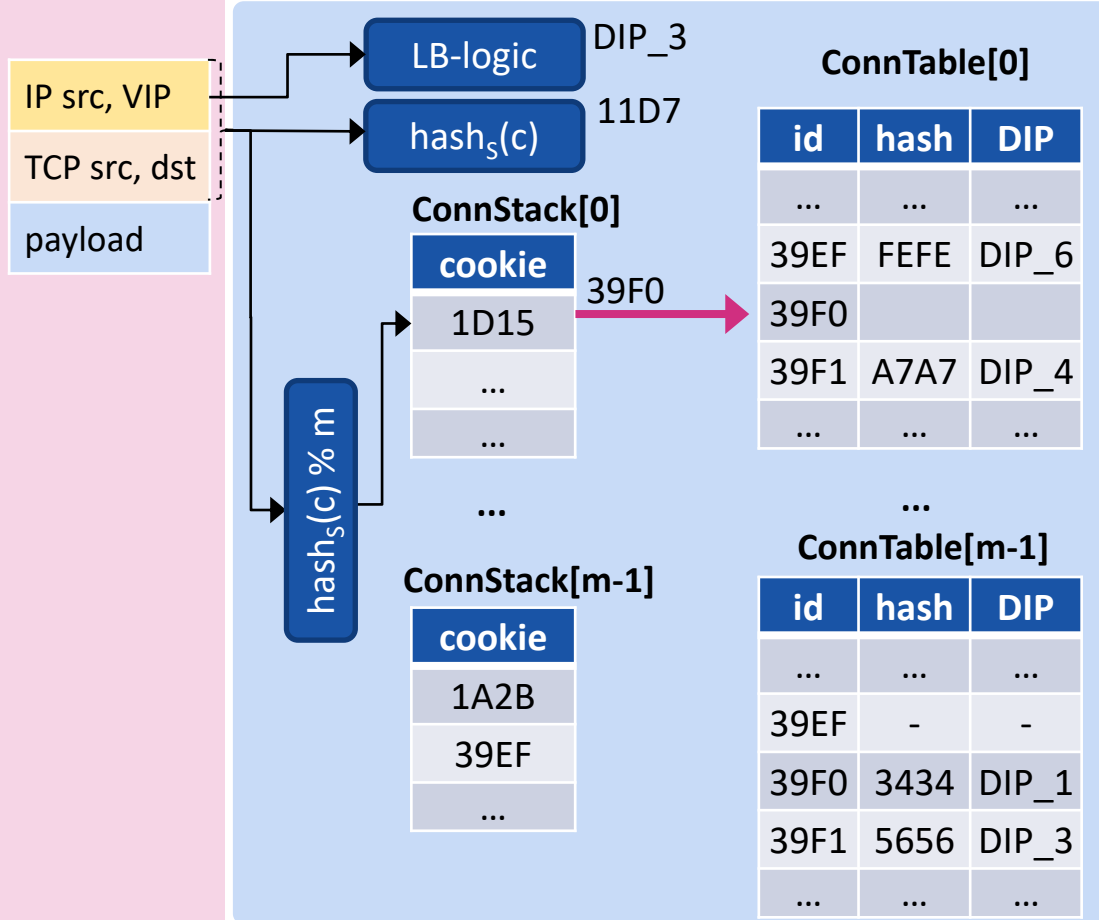 IP src, VIP
TCP src, dst
payload
LB-logic
DIP_3
hashS(c)
11D7
hashS(c) % m
ConnStack[0]
cookie
1D15
...
...
39F0
...
ConnStack[m-1]
cookie
1A2B
39EF
...
ConnTable[0]
id hash DIP
... ... ...
39EF FEFE DIP_6
39F0
39F1 A7A7 DIP_4
... ... ...
...
ConnTable[m-1]
id hash DIP
... ... ...
39EF - -
39F0 3434 DIP_1
39F1 5656 DIP_3
... ... ...